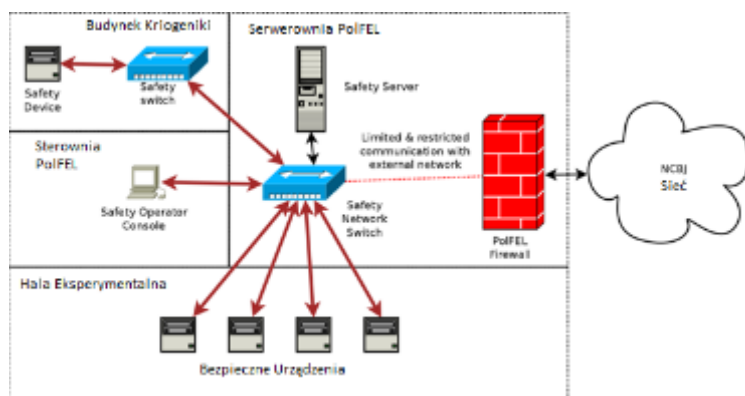 Budynek Kriogeniki
Serwerownia PolFEL
Safety
Device
Safety
switch
Safety Server
Sterownia
PolFEL
Limited & restricted
communication with
external network
NCBJ
Sieć
Safety Operator
Console
Safety
Network
Switch
PolFEL
Firewall
Hala Eksperymentalna
Bezpieczne Urządzenia